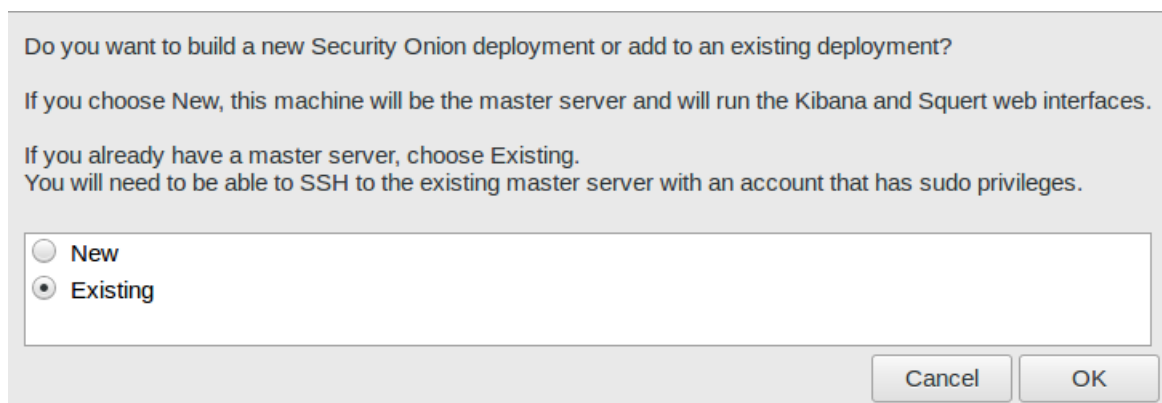 Do you want to build a new Security Onion deployment or add to an existing deployment?
If you choose New, this machine will be the master server and will run the Kibana and Squert web interfaces.
If you already have a master server, choose Existing.
You will need to be able to SSH to the existing master server with an account that has sudo privileges.
New
Existing
Cancel OK